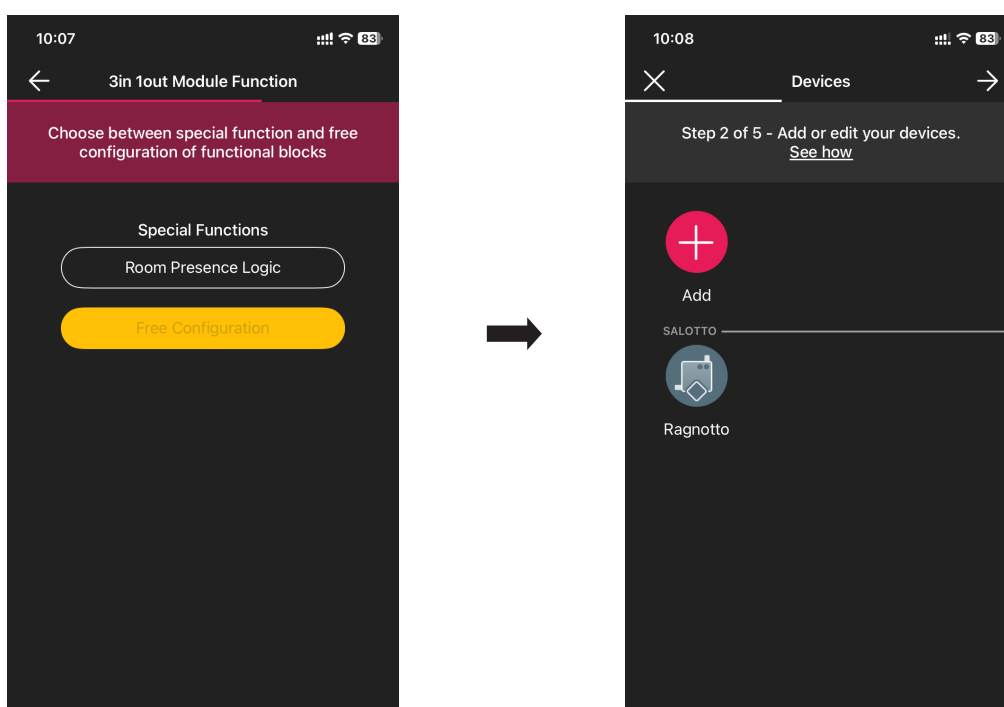 10:07
83
3in 1out Module Function
Choose between special function and free
configuration of functional blocks
Special Functions
Room Presence Logic
Free Configuration
10:08
83
Devices
Step 2 of 5 - Add or edit your devices.
See how
Add
SALOTTO
Ragnotto